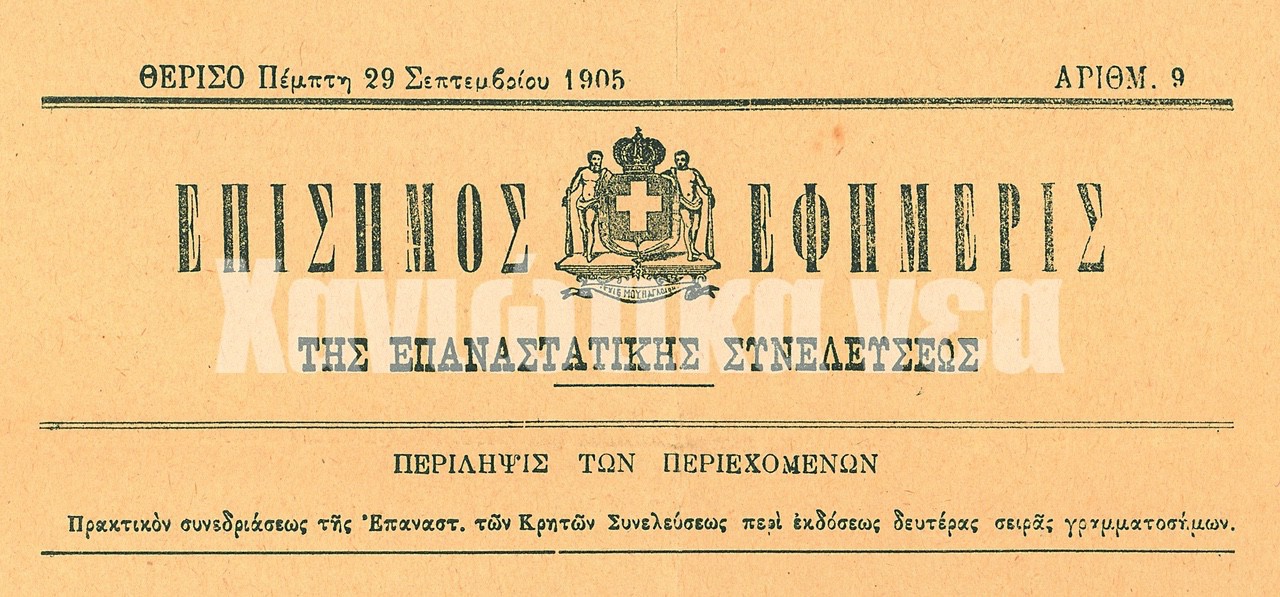 ΘΕΡΙΣΟ Πέμπτη 29 Σεπτεμβρίου 1905 ΑΡΙΘΜ. 9
ΕΠΙΣΗΜΟΣ ΕΦΗΜΕΡΙΣ
Χανιώτικα νέα
ΤΗΣ ΕΠΑΝΑΣΤΑΤΙΚΗΣ ΣΥΝΕΛΕΥΣΕΩΣ
ΠΕΡΙΛΗΨΙΣ ΤΩΝ ΠΕΡΙΕΧΟΜΕΝΩΝ
Πρακτικὸν συνεδριάσεως τῆς Ἐπαναστ. τῶν Κρητῶν Συνελεύσεως περὶ ἐκδόσεως δευτέρας σειρᾶς γραμματοσήμων.